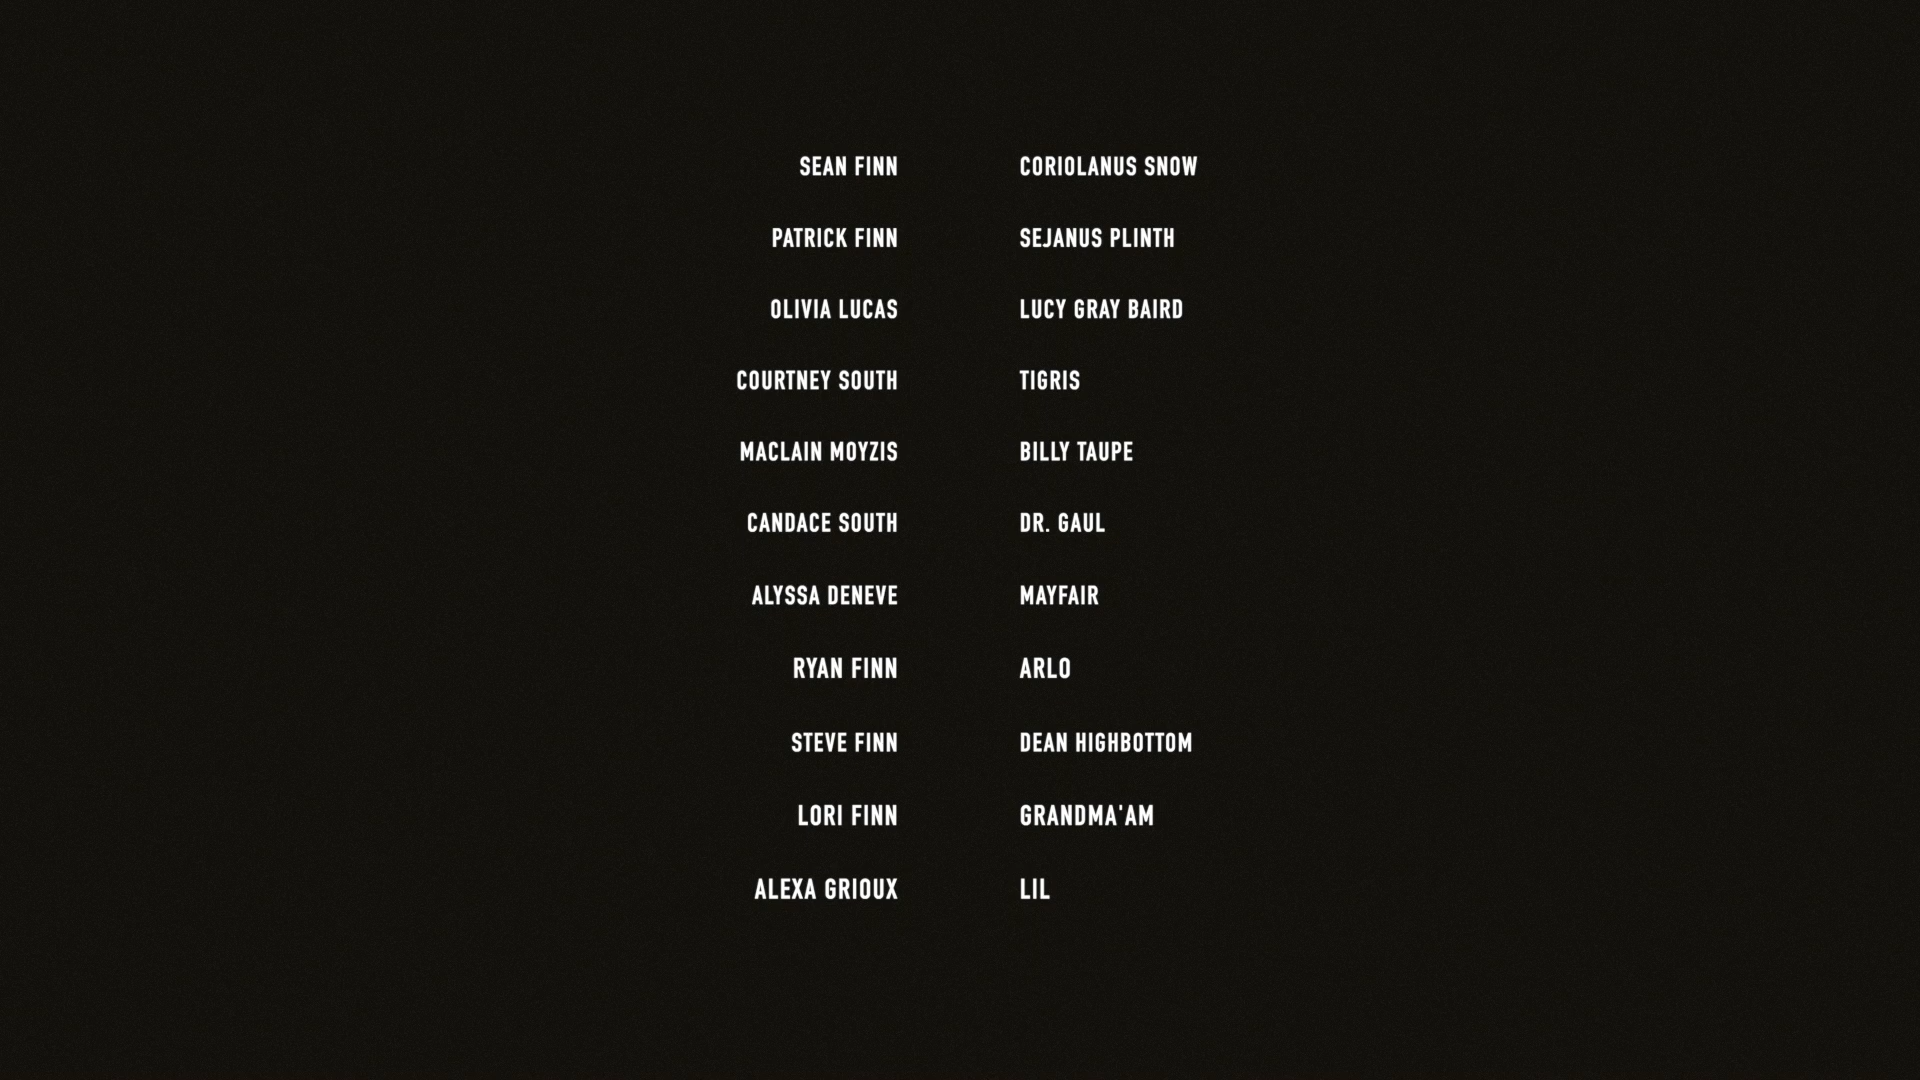 SEAN FINN CORIOLANUS SNOW
PATRICK FINN SEJANUS PLINTH
OLIVIA LUCAS LUCY GRAY BAIRD
COURTNEY SOUTH TIGRIS
MACLAIN MOYZIS BILLY TAUPE
CANDACE SOUTH DR. GAUL
ALYSSA DENEVE MAYFAIR
RYAN FINN ARLO
STEVE FINN DEAN HIGHBOTTOM
LORI FINN GRANDMA'AM
ALEXA GRIOUX LIL